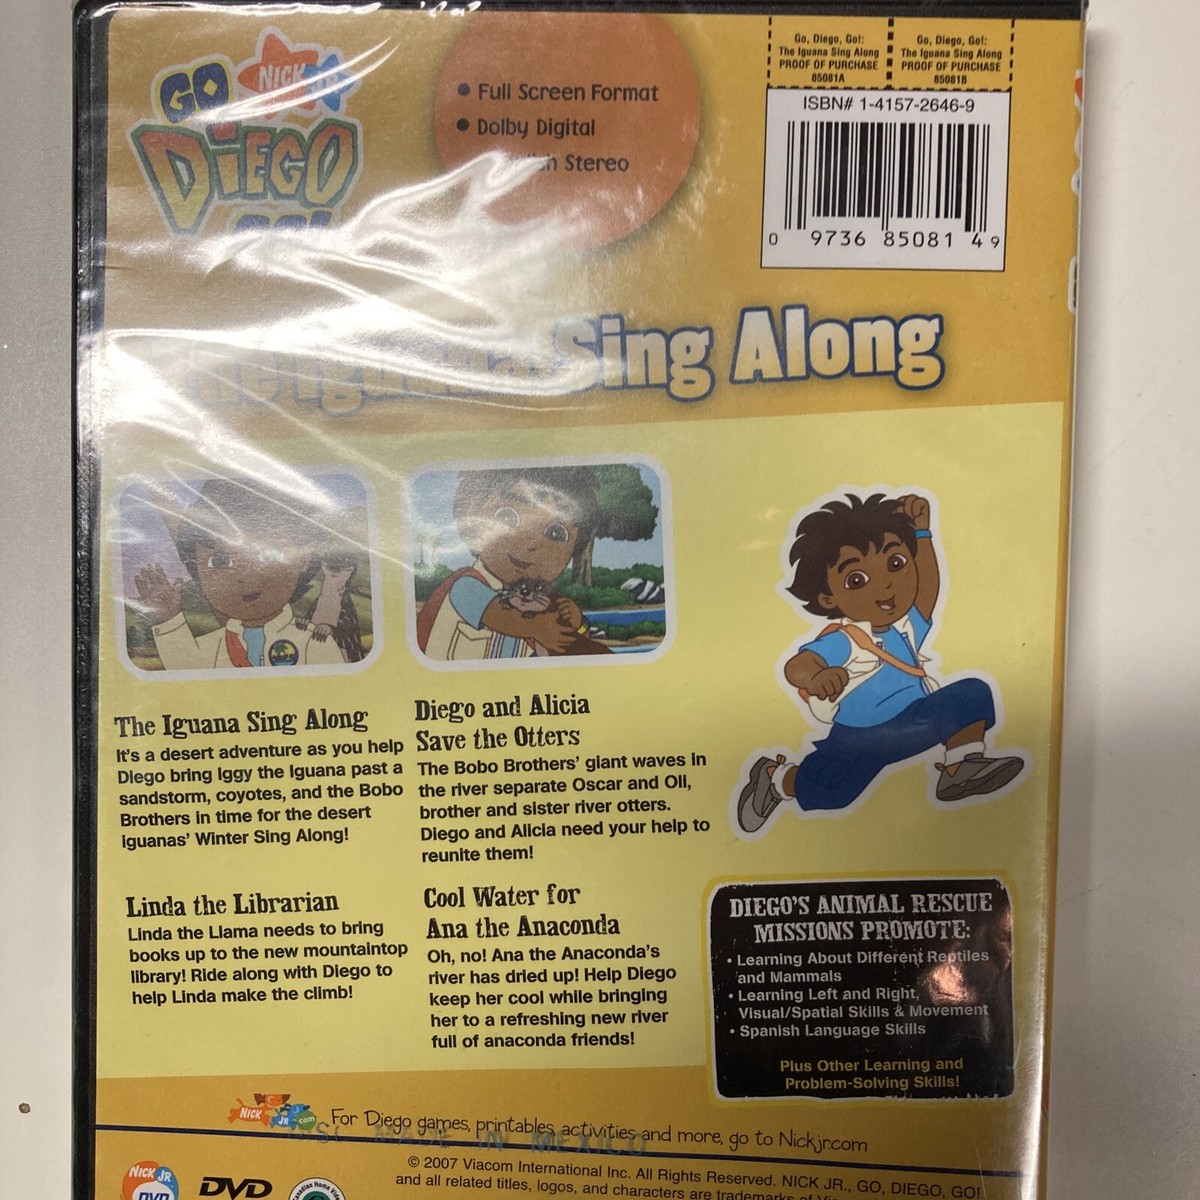 GO
NICK JR
DIEGO
GO!
• Full Screen Format
• Dolby Digital
Stereo
Go, Diego, Go!:
The Iguana Sing Along
PROOF OF PURCHASE
85081A
Go, Diego, Go!:
The Iguana Sing Along
PROOF OF PURCHASE
85081B
ISBN# 1-4157-2646-9
0 9736 85081 4 9
The Iguana Sing Along
The Iguana Sing Along
It's a desert adventure as you help
Diego bring Iggy the Iguana past a
sandstorm, coyotes, and the Bobo
Brothers in time for the desert
iguanas' Winter Sing Along!
Diego and Alicia
Save the Otters
The Bobo Brothers' giant waves in
the river separate Oscar and Oli,
brother and sister river otters.
Diego and Alicia need your help to
reunite them!
Linda the Librarian
Linda the Llama needs to bring
books up to the new mountaintop
library! Ride along with Diego to
help Linda make the climb!
Cool Water for
Ana the Anaconda
Oh, no! Ana the Anaconda's
river has dried up! Help Diego
keep her cool while bringing
her to a refreshing new river
full of anaconda friends!
DIEGO'S ANIMAL RESCUE
MISSIONS PROMOTE:
• Learning About Different Reptiles
and Mammals
• Learning Left and Right,
Visual/Spatial Skills & Movement
• Spanish Language Skills
Plus Other Learning and
Problem-Solving Skills!
NICK JR .com
For Diego games, printables, activities and more, go to Nickjr.com
MADE IN MEXICO
© 2007 Viacom International Inc. All Rights Reserved. NICK JR., GO, DIEGO, GO!
and all related titles, logos, and characters are trademarks of
NICK JR
DVD
DVD
Canadian Home Video